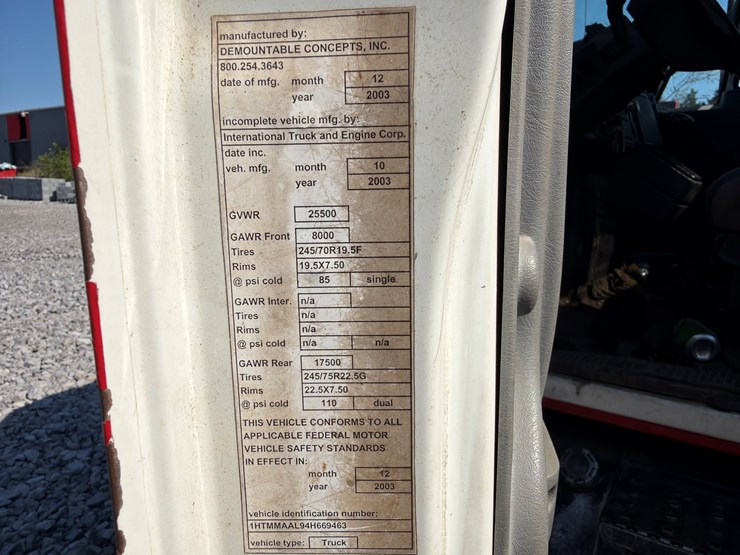 manufactured by:
DEMOUNTABLE CONCEPTS, INC.
800.254.3643
date of mfg. month 12
year 2003
incomplete vehicle mfg. by:
International Truck and Engine Corp.
date inc.
veh. mfg. month 10
year 2003
GVWR 25500
GAWR Front 8000
Tires 245/70R19.5F
Rims 19.5X7.50
@ psi cold 85 single
GAWR Inter. n/a
Tires n/a
Rims n/a
@ psi cold n/a n/a
GAWR Rear 17500
Tires 245/75R22.5G
Rims 22.5X7.50
@ psi cold 110 dual
THIS VEHICLE CONFORMS TO ALL
APPLICABLE FEDERAL MOTOR
VEHICLE SAFETY STANDARDS
IN EFFECT IN:
month 12
year 2003
vehicle identification number:
1HTMMAAL94H669463
vehicle type: Truck